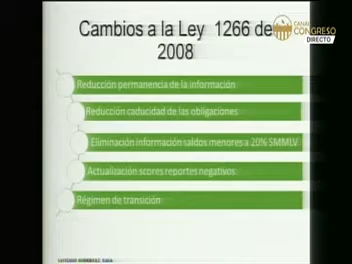 CANAL
CONGRESO
DIRECTO
Cambios a la Ley 1266 de
2008
Reducción permanencia de la información
Reducción caducidad de las obligaciones
Eliminación información saldos menores a 20% SMMLV
Actualización scores reportes negativos
Régimen de transición